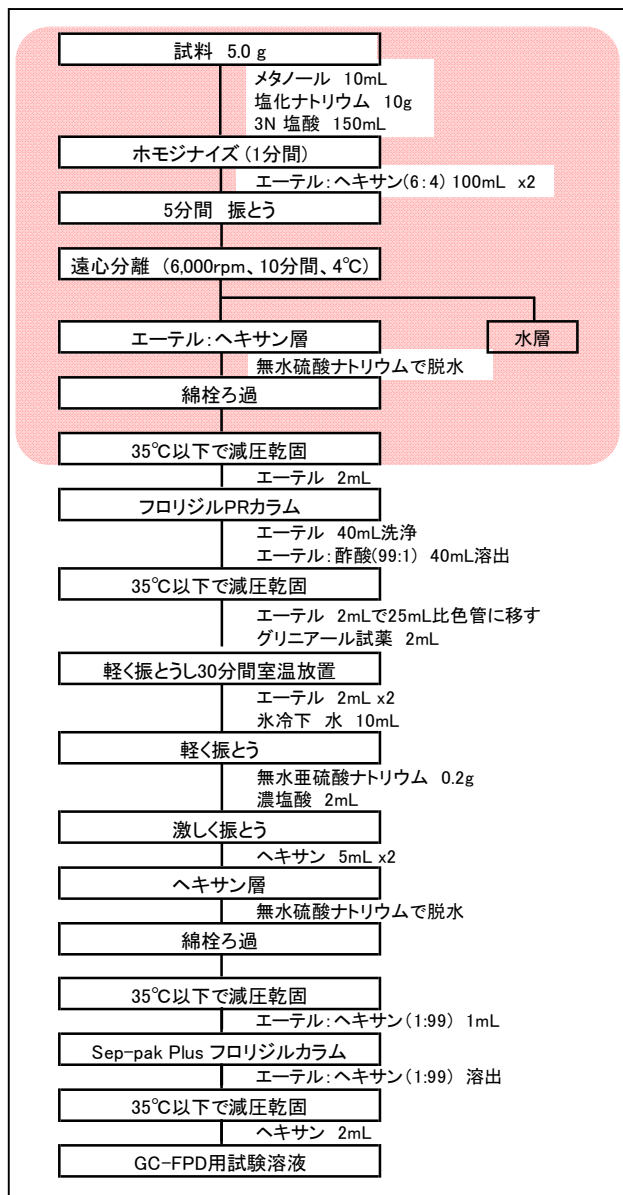 試料 5.0 g
メタノール 10mL
塩化ナトリウム 10g
3N 塩酸 150mL
ホモジナイズ (1分間)
エーテル:ヘキサン(6:4) 100mL x2
5分間 振とう
遠心分離 (6,000rpm、10分間、4℃)
エーテル:ヘキサン層
水層
無水硫酸ナトリウムで脱水
綿栓ろ過
35℃以下で減圧乾固
エーテル 2mL
フロリジルPRカラム
エーテル 40mL洗浄
エーテル:酢酸(99:1) 40mL溶出
35℃以下で減圧乾固
エーテル 2mLで25mL比色管に移す
グリニアール試薬 2mL
軽く振とうし30分間室温放置
エーテル 2mL x2
氷冷下 水 10mL
軽く振とう
無水亜硫酸ナトリウム 0.2g
濃塩酸 2mL
激しく振とう
ヘキサン 5mL x2
ヘキサン層
無水硫酸ナトリウムで脱水
綿栓ろ過
35℃以下で減圧乾固
エーテル:ヘキサン(1:99) 1mL
Sep-pak Plus フロリジルカラム
エーテル:ヘキサン(1:99) 溶出
35℃以下で減圧乾固
ヘキサン 2mL
GC-FPD用試験溶液